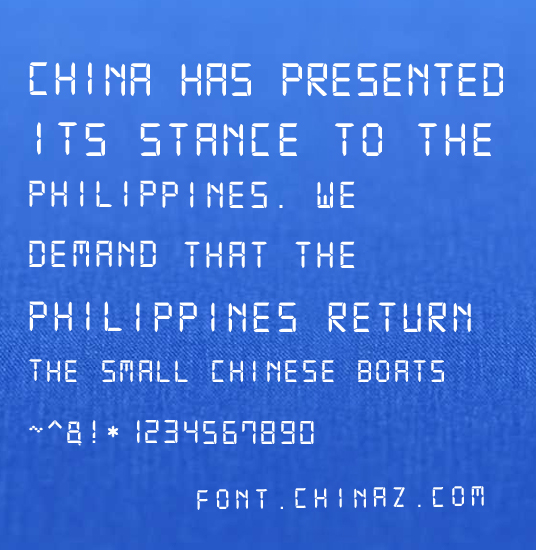 CHINA HAS PRESENTED
ITS STANCE TO THE
PHILIPPINES. WE
DEMAND THAT THE
PHILIPPINES RETURN
THE SMALL CHINESE BOATS
~^&!*1234567890
FONT.CHINAZ.COM